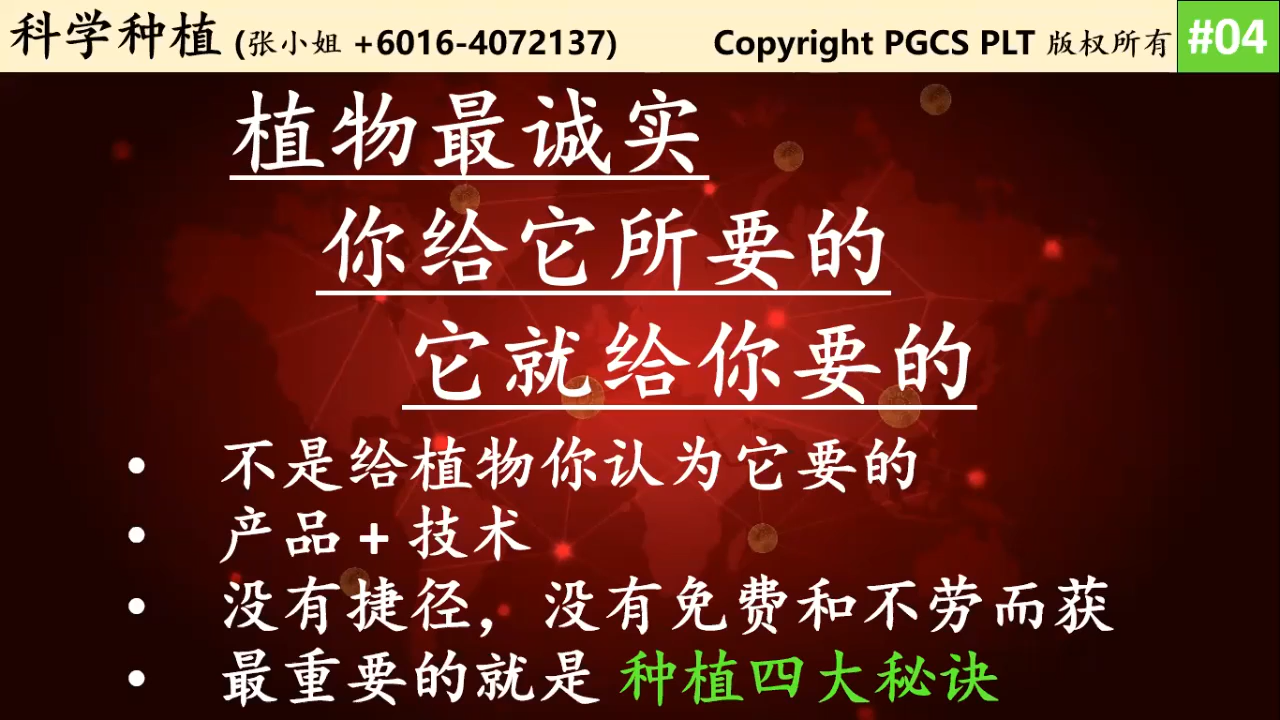 科学种植 (张小姐 +6016-4072137) Copyright PGCS PLT 版权所有 #04
植物最诚实
你给它所要的
它就给你要的
• 不是给植物你认为它要的
• 产品 + 技术
• 没有捷径，没有免费和不劳而获
• 最重要的就是 种植四大秘诀